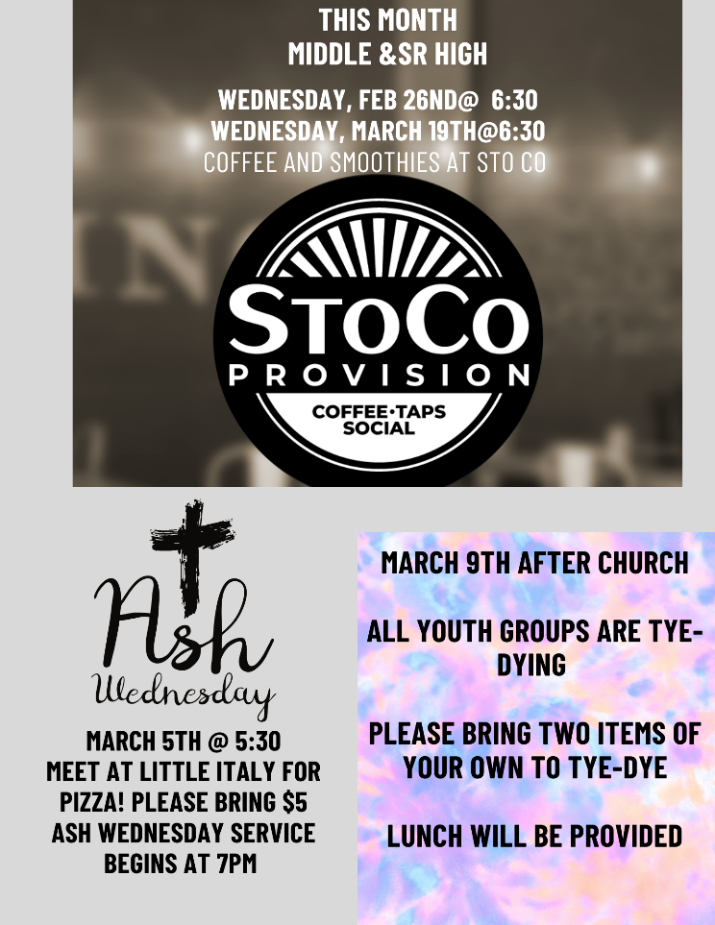 THIS MONTH
MIDDLE &SR HIGH
WEDNESDAY, FEB 26ND@ 6:30
WEDNESDAY, MARCH 19TH@6:30
COFFEE AND SMOOTHIES AT STO CO
ING
STOCO
PROVISION
COFFEE•TAPS
SOCIAL
Ash
Wednesday
MARCH 5TH @ 5:30
MEET AT LITTLE ITALY FOR
PIZZA! PLEASE BRING $5
ASH WEDNESDAY SERVICE
BEGINS AT 7PM
MARCH 9TH AFTER CHURCH
ALL YOUTH GROUPS ARE TYE-
DYING
PLEASE BRING TWO ITEMS OF
YOUR OWN TO TYE-DYE
LUNCH WILL BE PROVIDED